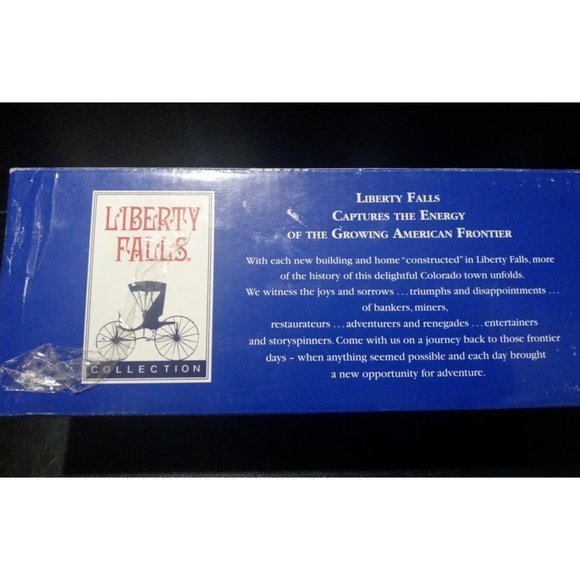 LIBERTY
FALLS®
COLLECTION
LIBERTY FALLS
CAPTURES THE ENERGY
OF THE GROWING AMERICAN FRONTIER
With each new building and home “constructed” in Liberty Falls, more
of the history of this delightful Colorado town unfolds.
We witness the joys and sorrows . . . triumphs and disappointments . . .
of bankers, miners,
restaurateurs . . . adventurers and renegades . . . entertainers
and storyspinners. Come with us on a journey back to those frontier
days – when anything seemed possible and each day brought
a new opportunity for adventure.